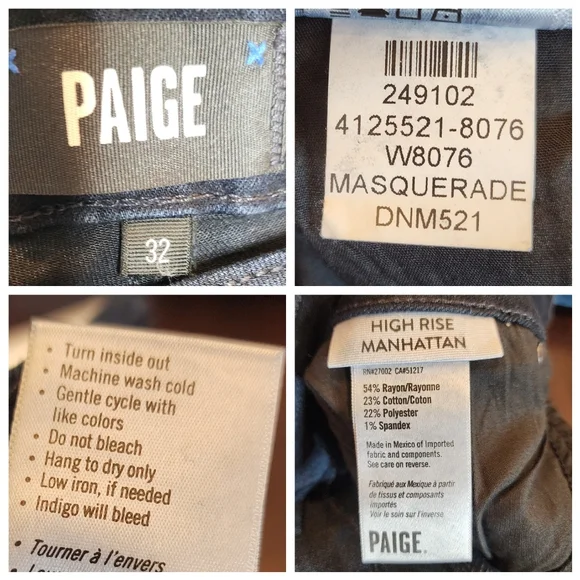 PAIGE
32
249102
4125521-8076
W8076
MASQUERADE
DNM521
• Turn inside out
• Machine wash cold
• Gentle cycle with
like colors
• Do not bleach
• Hang to dry only
• Low iron, if needed
• Indigo will bleed
• Tourner à l'envers
HIGH RISE
MANHATTAN
RN#27002 CA#51217
54% Rayon/Rayonne
23% Cotton/Coton
22% Polyester
1% Spandex
Made in Mexico of imported
fabric and components.
See care on reverse.
Fabriqué aux Mexique à partir
de tissus et composants
importés
Voir le soin sur l'inverse.
PAIGE.